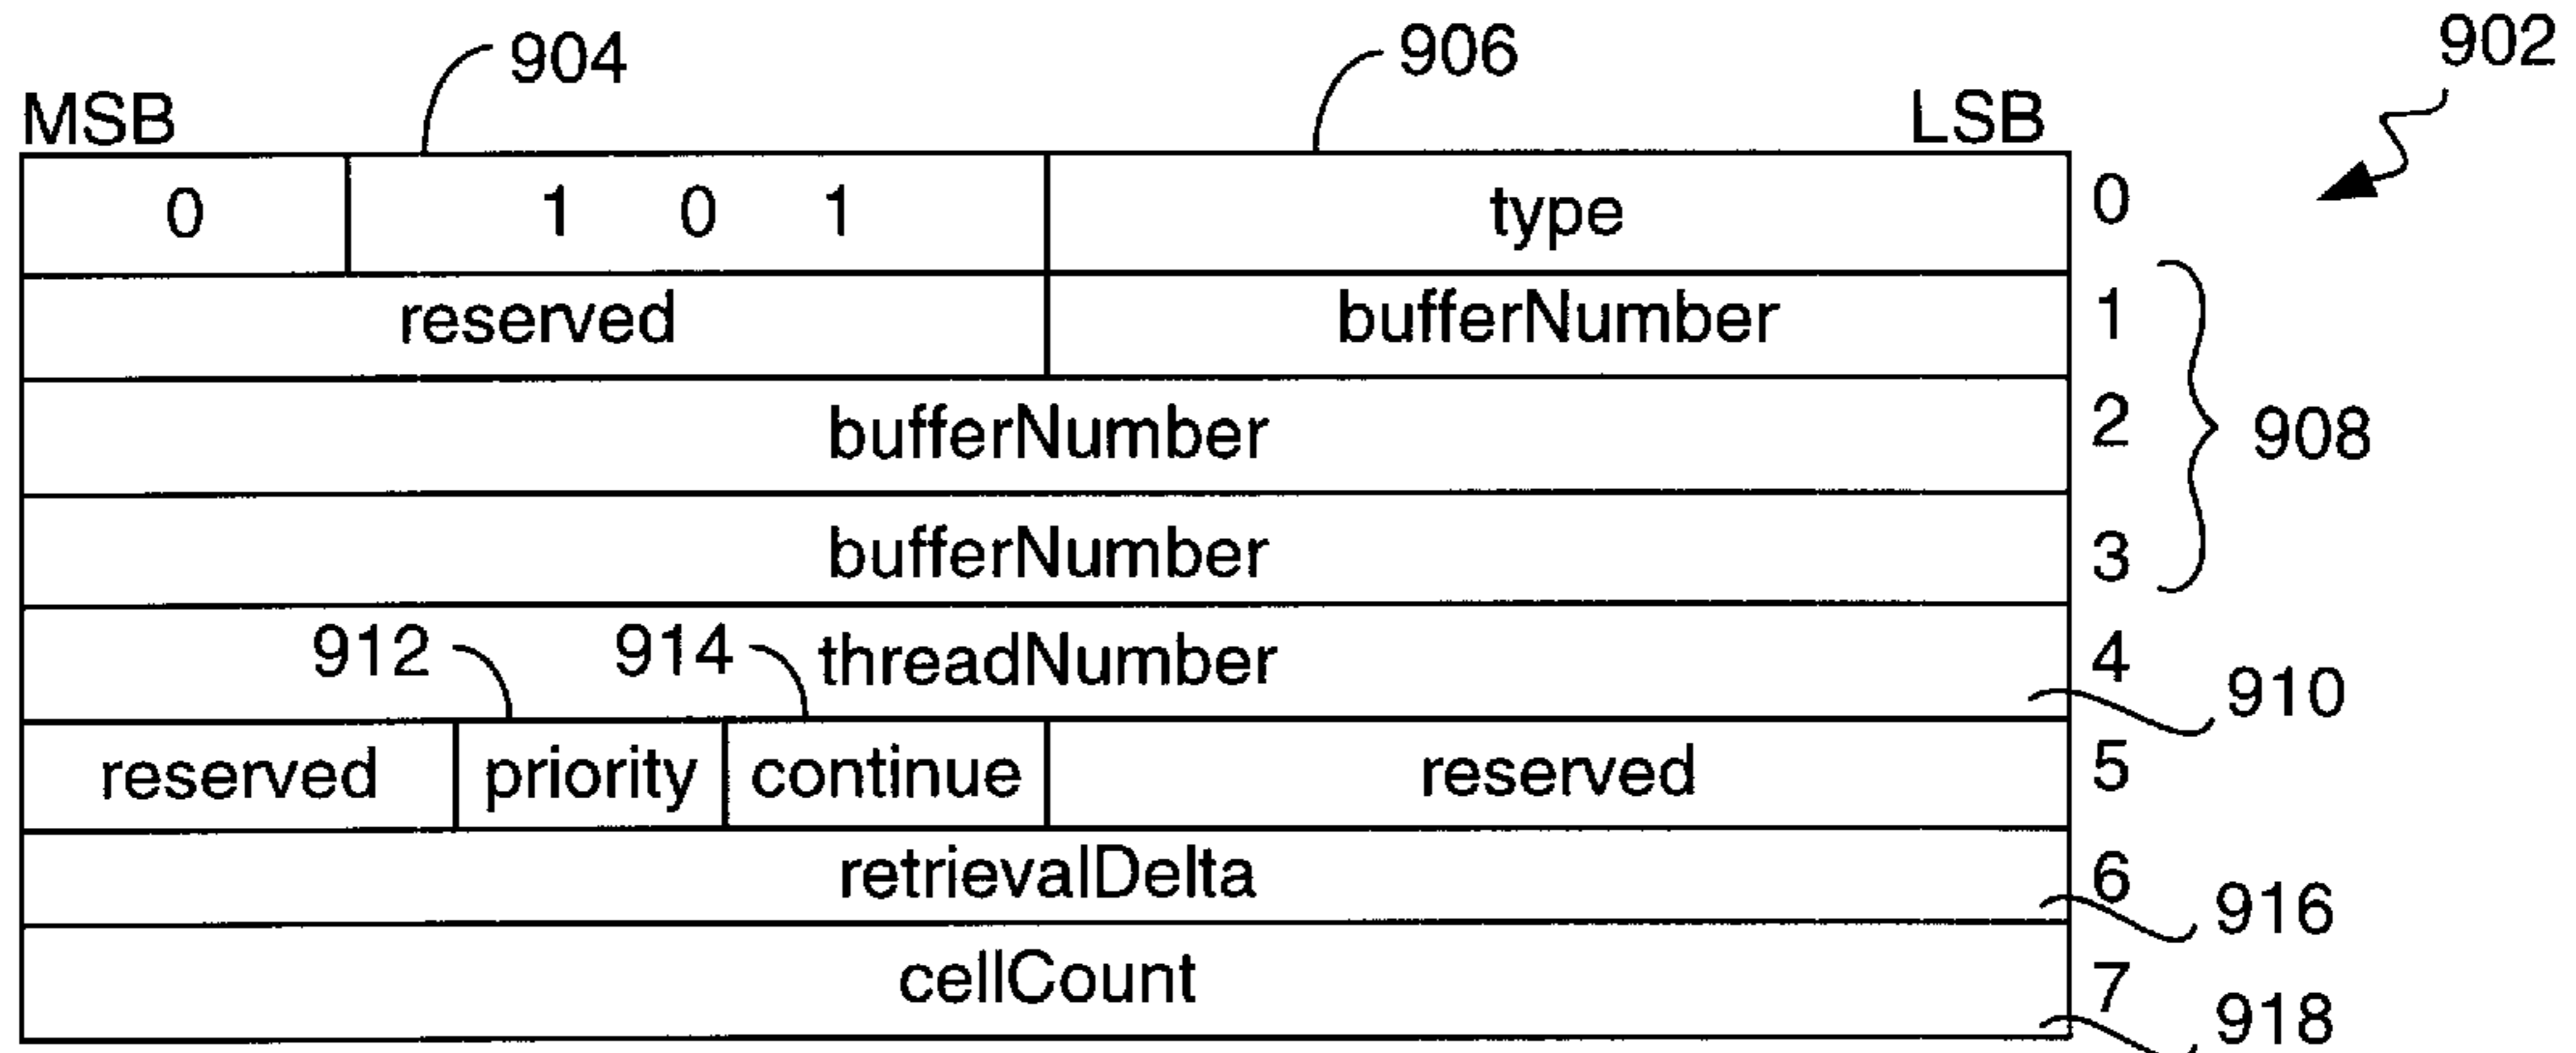 904 906 902
MSB LSB
0 1 0 1 type 0
reserved bufferNumber 1
bufferNumber 2
908
bufferNumber 3
912 914 threadNumber 4
910
reserved priority continue reserved 5
retrievalDelta 6
916
cellCount 7
918